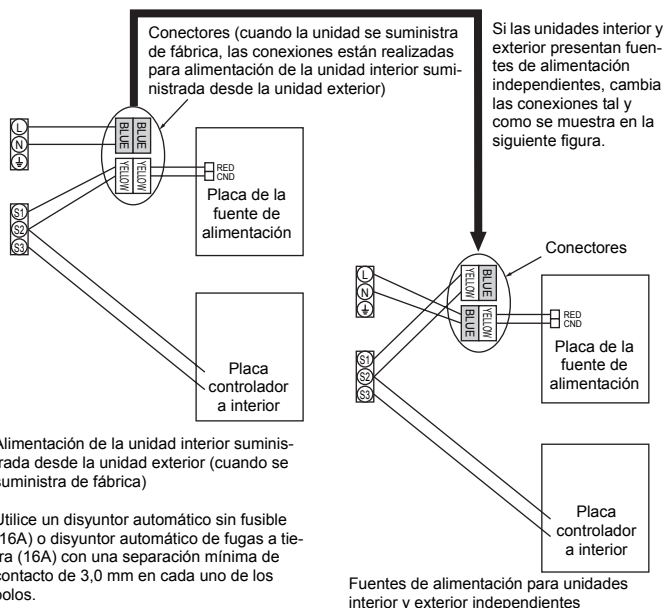 Conectores (cuando la unidad se suministra
de fábrica, las conexiones están realizadas
para alimentación de la unidad interior sumi-
nistrada desde la unidad exterior)
Si las unidades interior y
exterior presentan fuen-
tes de alimentación
independientes, cambia
las conexiones tal y
como se muestra en la
siguiente figura.
L
N
BLUE
BLUE
YELLOW
YELLOW
RED
CND
Placa de la
fuente de
alimentación
S1
S2
S3
Placa
controlador
a interior
Alimentación de la unidad interior suminis-
trada desde la unidad exterior (cuando se
suministra de fábrica)
Utilice un disyuntor automático sin fusible
(16A) o disyuntor automático de fugas a tie-
rra (16A) con una separación mínima de
contacto de 3,0 mm en cada uno de los
polos.
Conectores
L
N
YELLOW
BLUE
BLUE
YELLOW
RED
CND
Placa de la
fuente de
alimentación
S1
S2
S3
Placa
controlador
a interior
Fuentes de alimentación para unidades
interior y exterior independientes